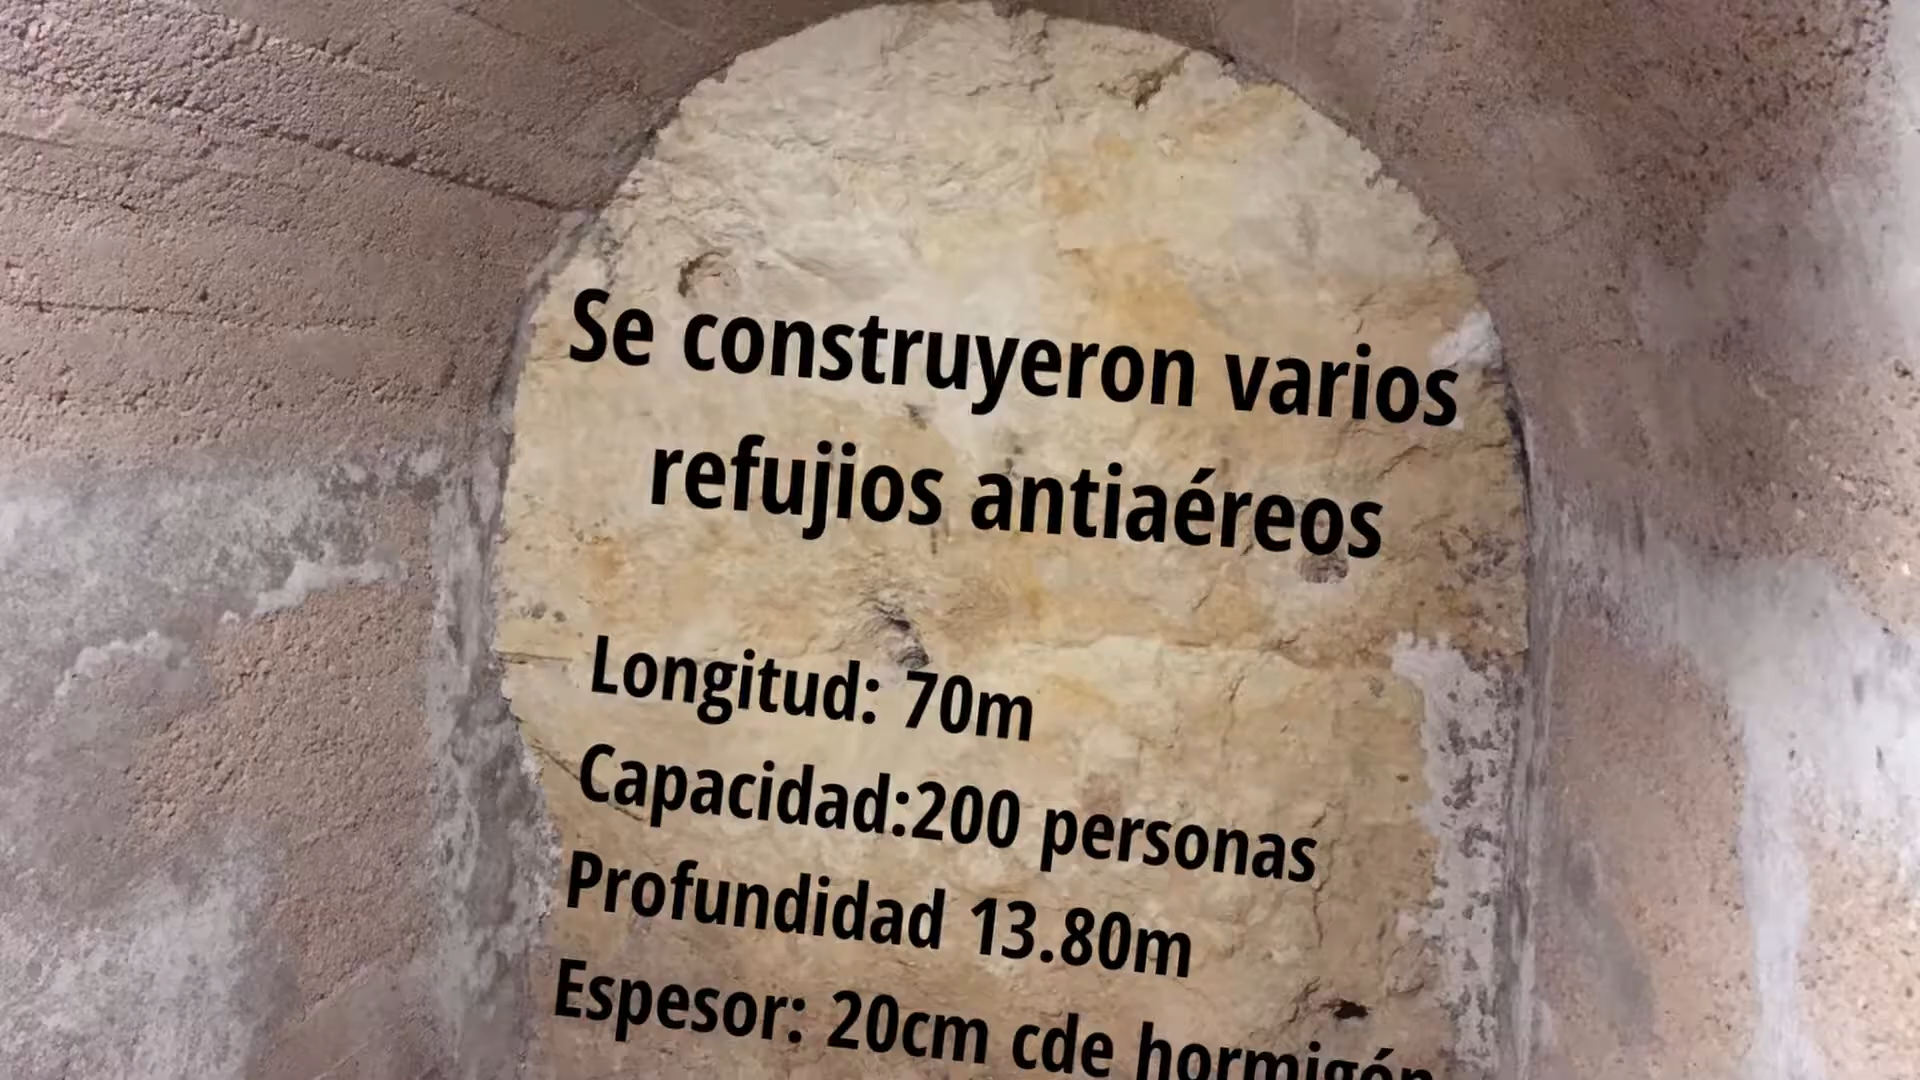 Se construyeron varios
refujios antiaéreos
Longitud: 70m
Capacidad:200 personas
Profundidad 13.80m
Espesor: 20cm cde hormigón